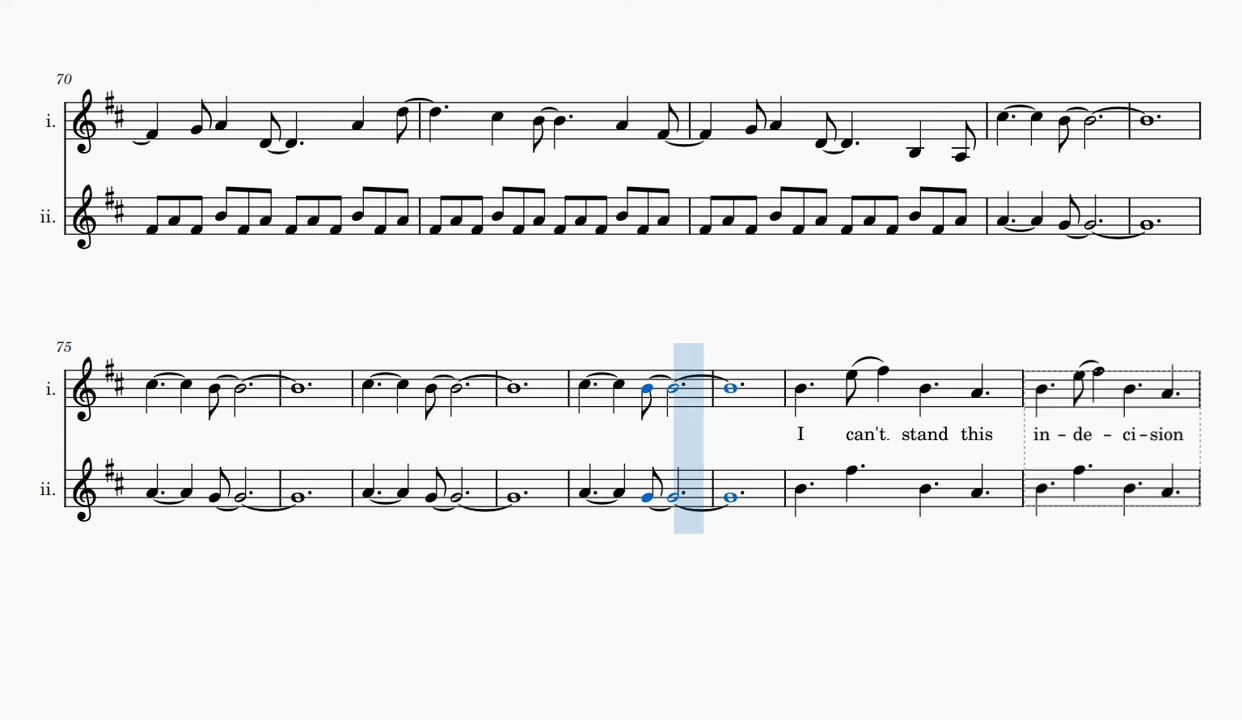 70
i.
ii.
75
i.
I can't. stand this in – de – ci – sion
ii.